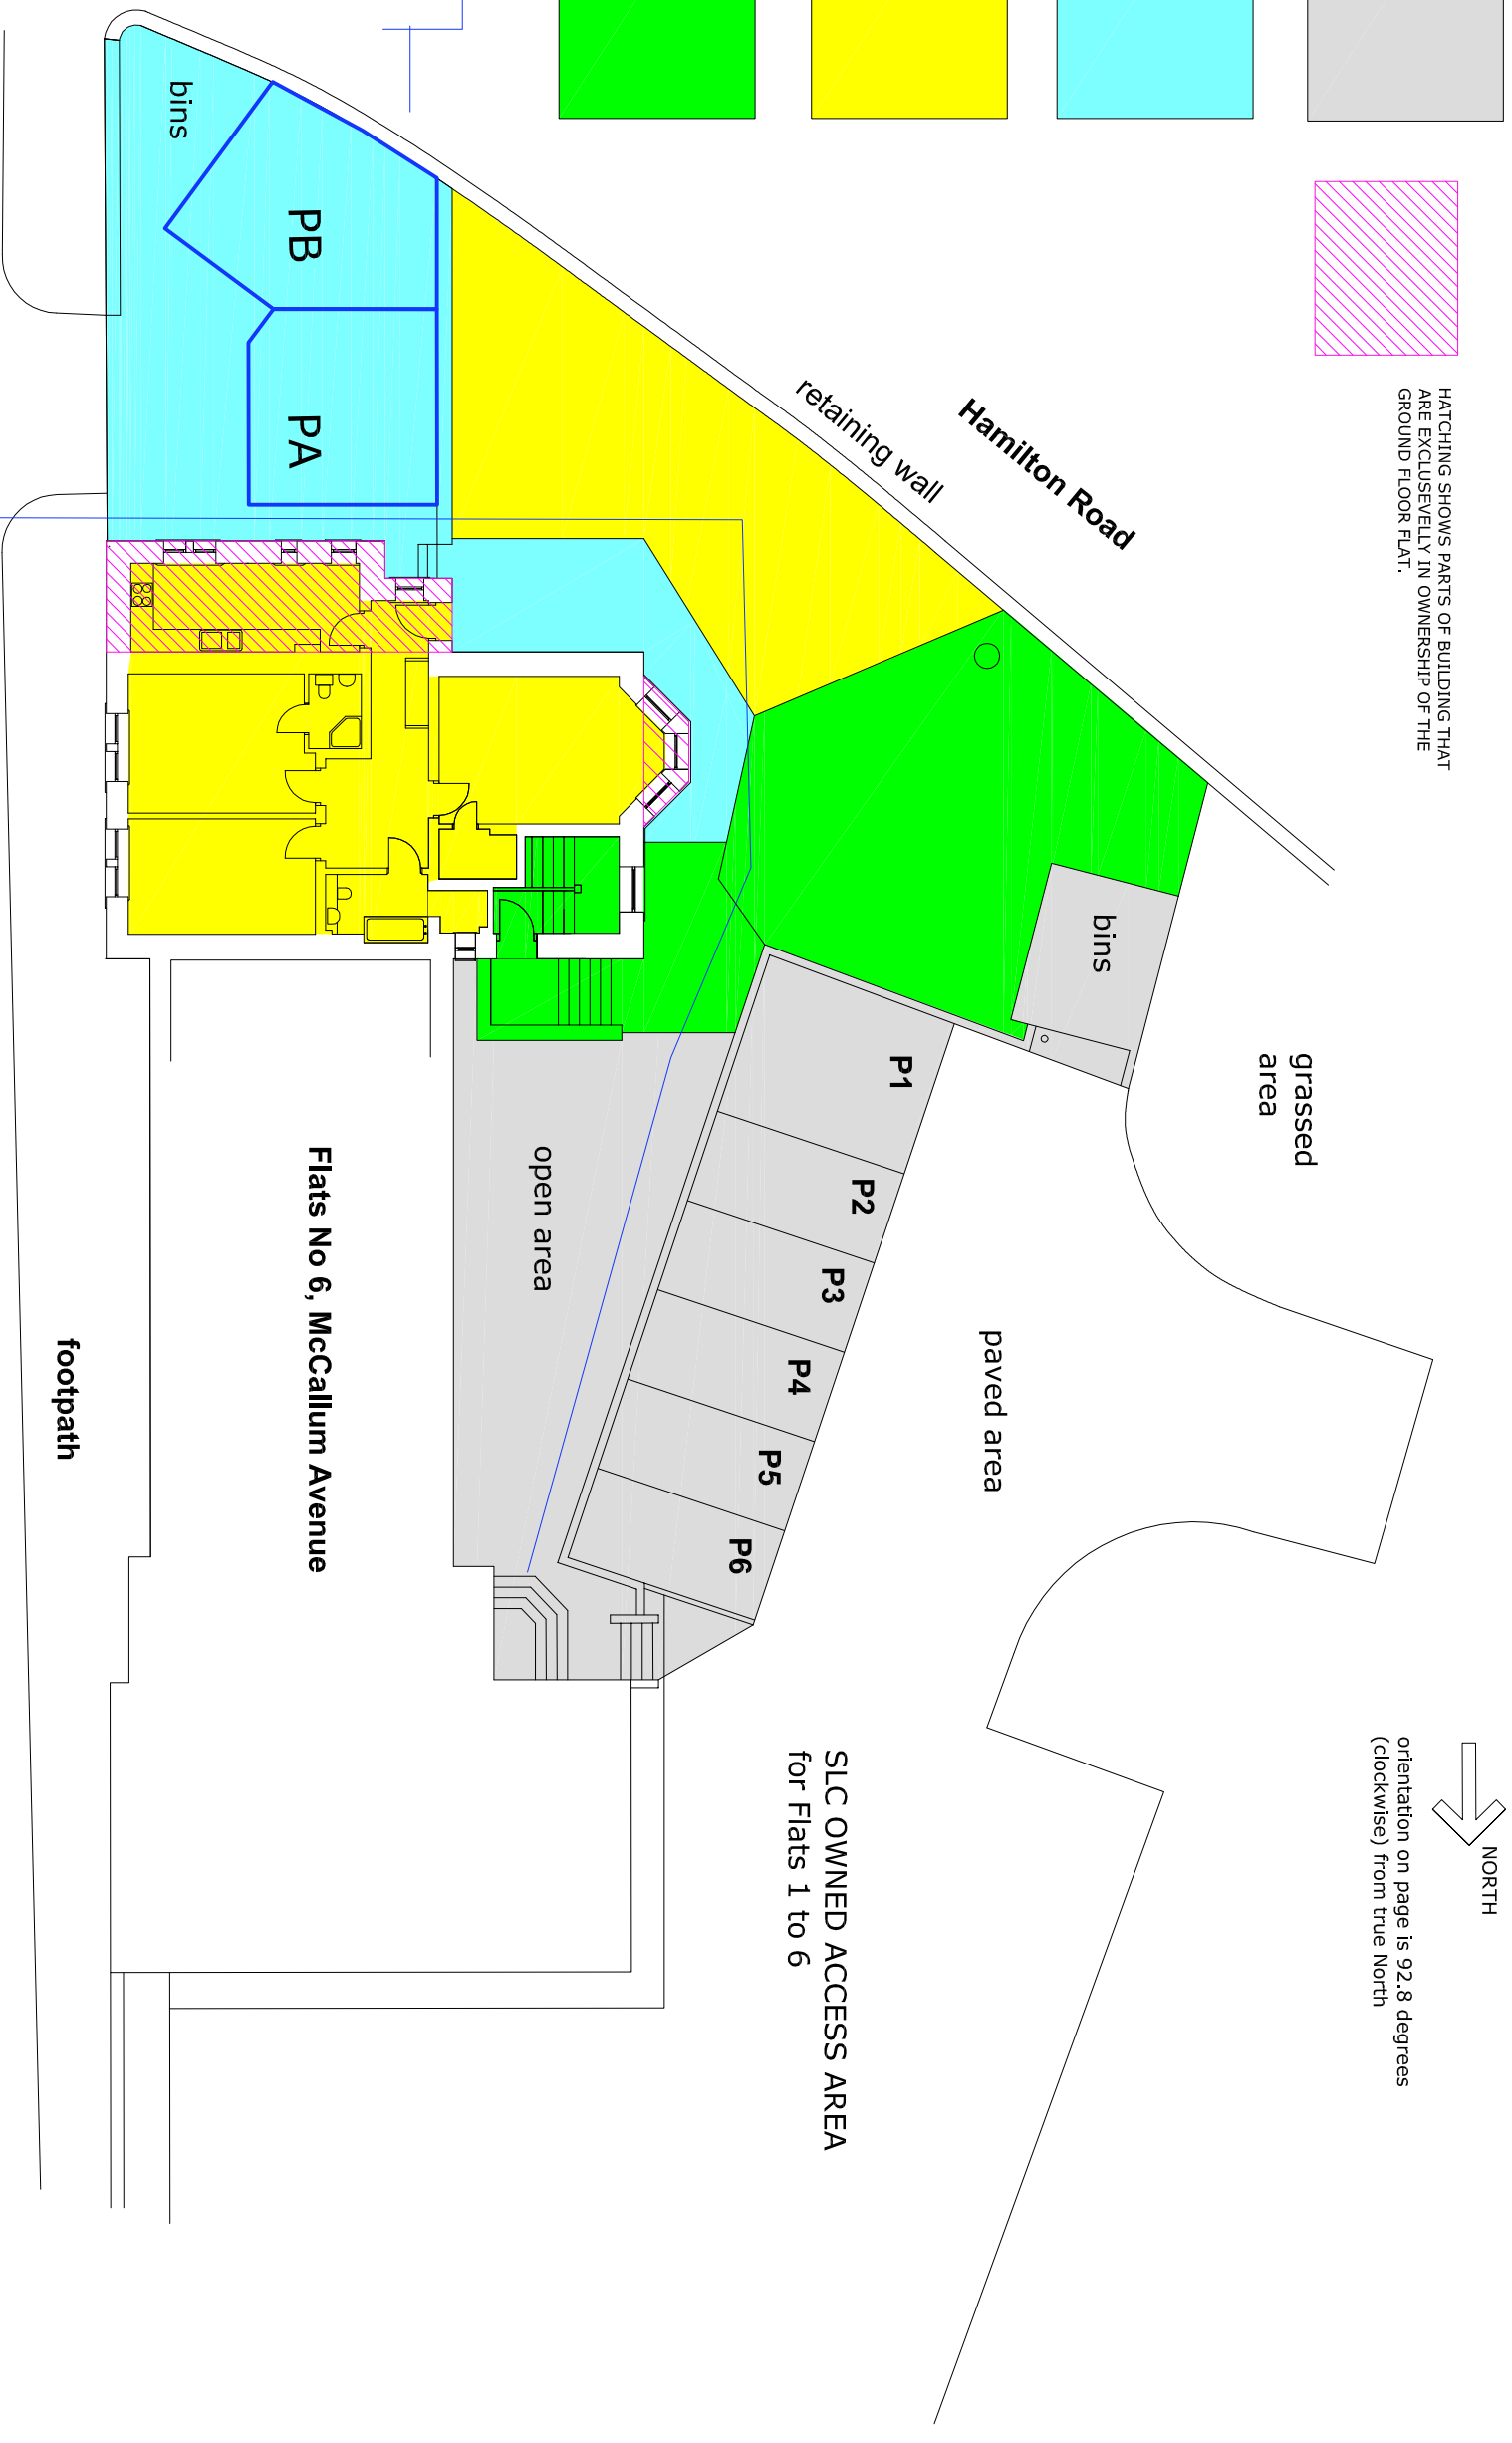 HATCHING SHOWS PARTS OF BUILDING THAT
ARE EXCLUSEVELLY IN OWNERSHIP OF THE
GROUND FLOOR FLAT.
NORTH
orientation on page is 92.8 degrees
(clockwise) from true North
Hamilton Road
retaining wall
grassed
area
bins
paved area
SLC OWNED ACCESS AREA
for Flats 1 to 6
P1
P2
P3
P4
P5
P6
open area
PB
PA
Flats No 6, McCallum Avenue
bins
footpath